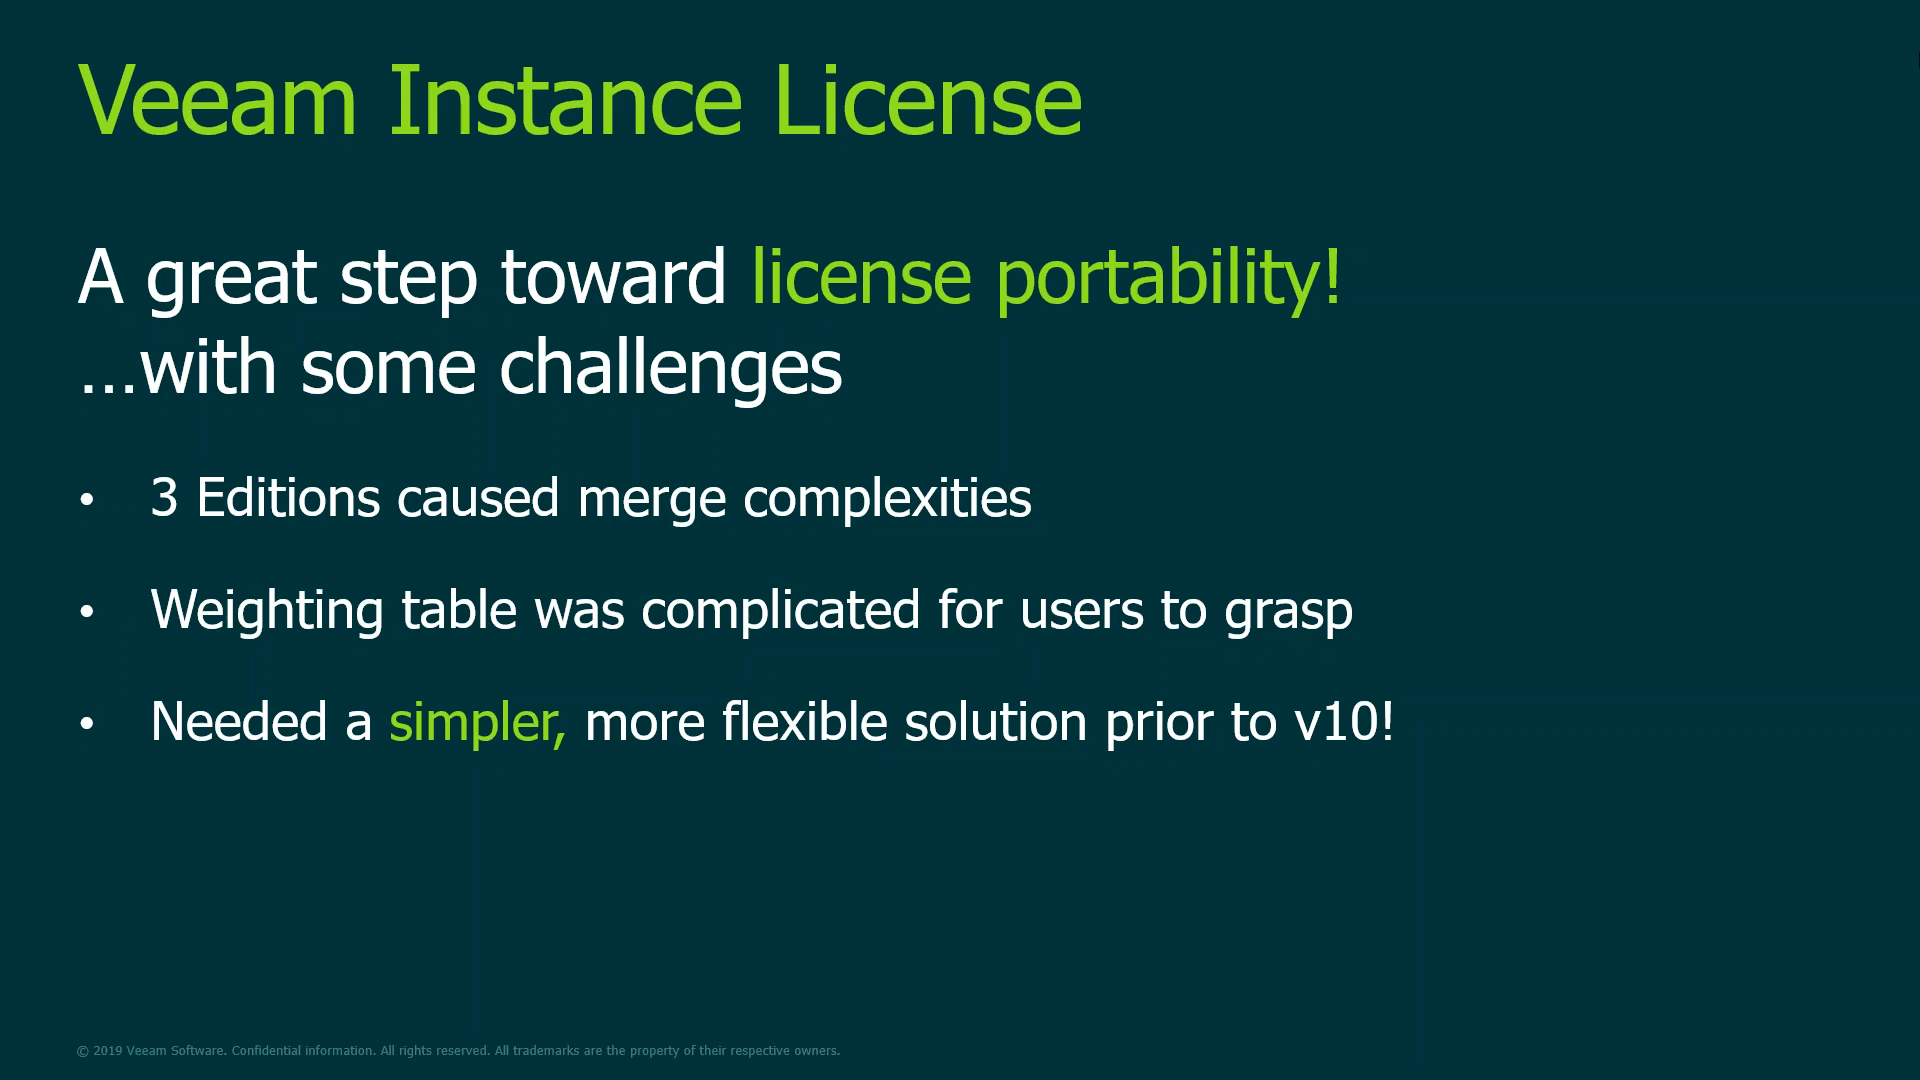 Veeam Instance License
A great step toward license portability!
...with some challenges
• 3 Editions caused merge complexities
• Weighting table was complicated for users to grasp
• Needed a simpler, more flexible solution prior to v10!
© 2019 Veeam Software. Confidential information. All rights reserved. All trademarks are the property of their respective owners.